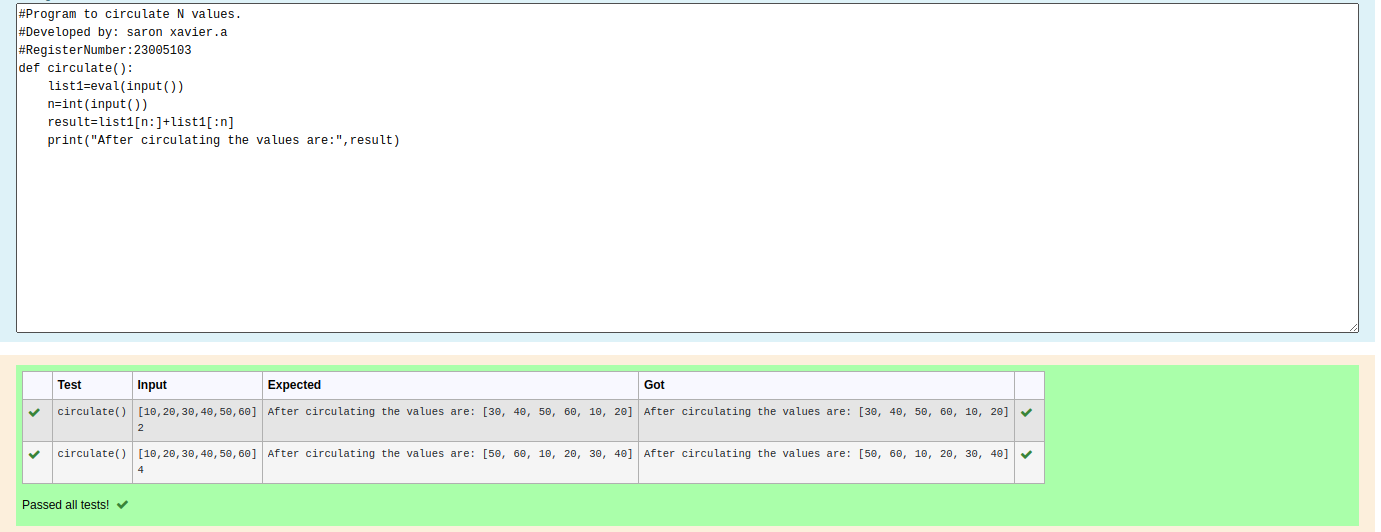 #Program to circulate N values.
#Developed by: saron xavier.a
#RegisterNumber:23005103
def circulate():
    list1=eval(input())
    n=int(input())
    result=list1[n:]+list1[:n]
    print("After circulating the values are:",result)
Test Input Expected Got
circulate() [10,20,30,40,50,60] After circulating the values are: [30, 40, 50, 60, 10, 20] After circulating the values are: [30, 40, 50, 60, 10, 20]
2
circulate() [10,20,30,40,50,60] After circulating the values are: [50, 60, 10, 20, 30, 40] After circulating the values are: [50, 60, 10, 20, 30, 40]
4
Passed all tests!